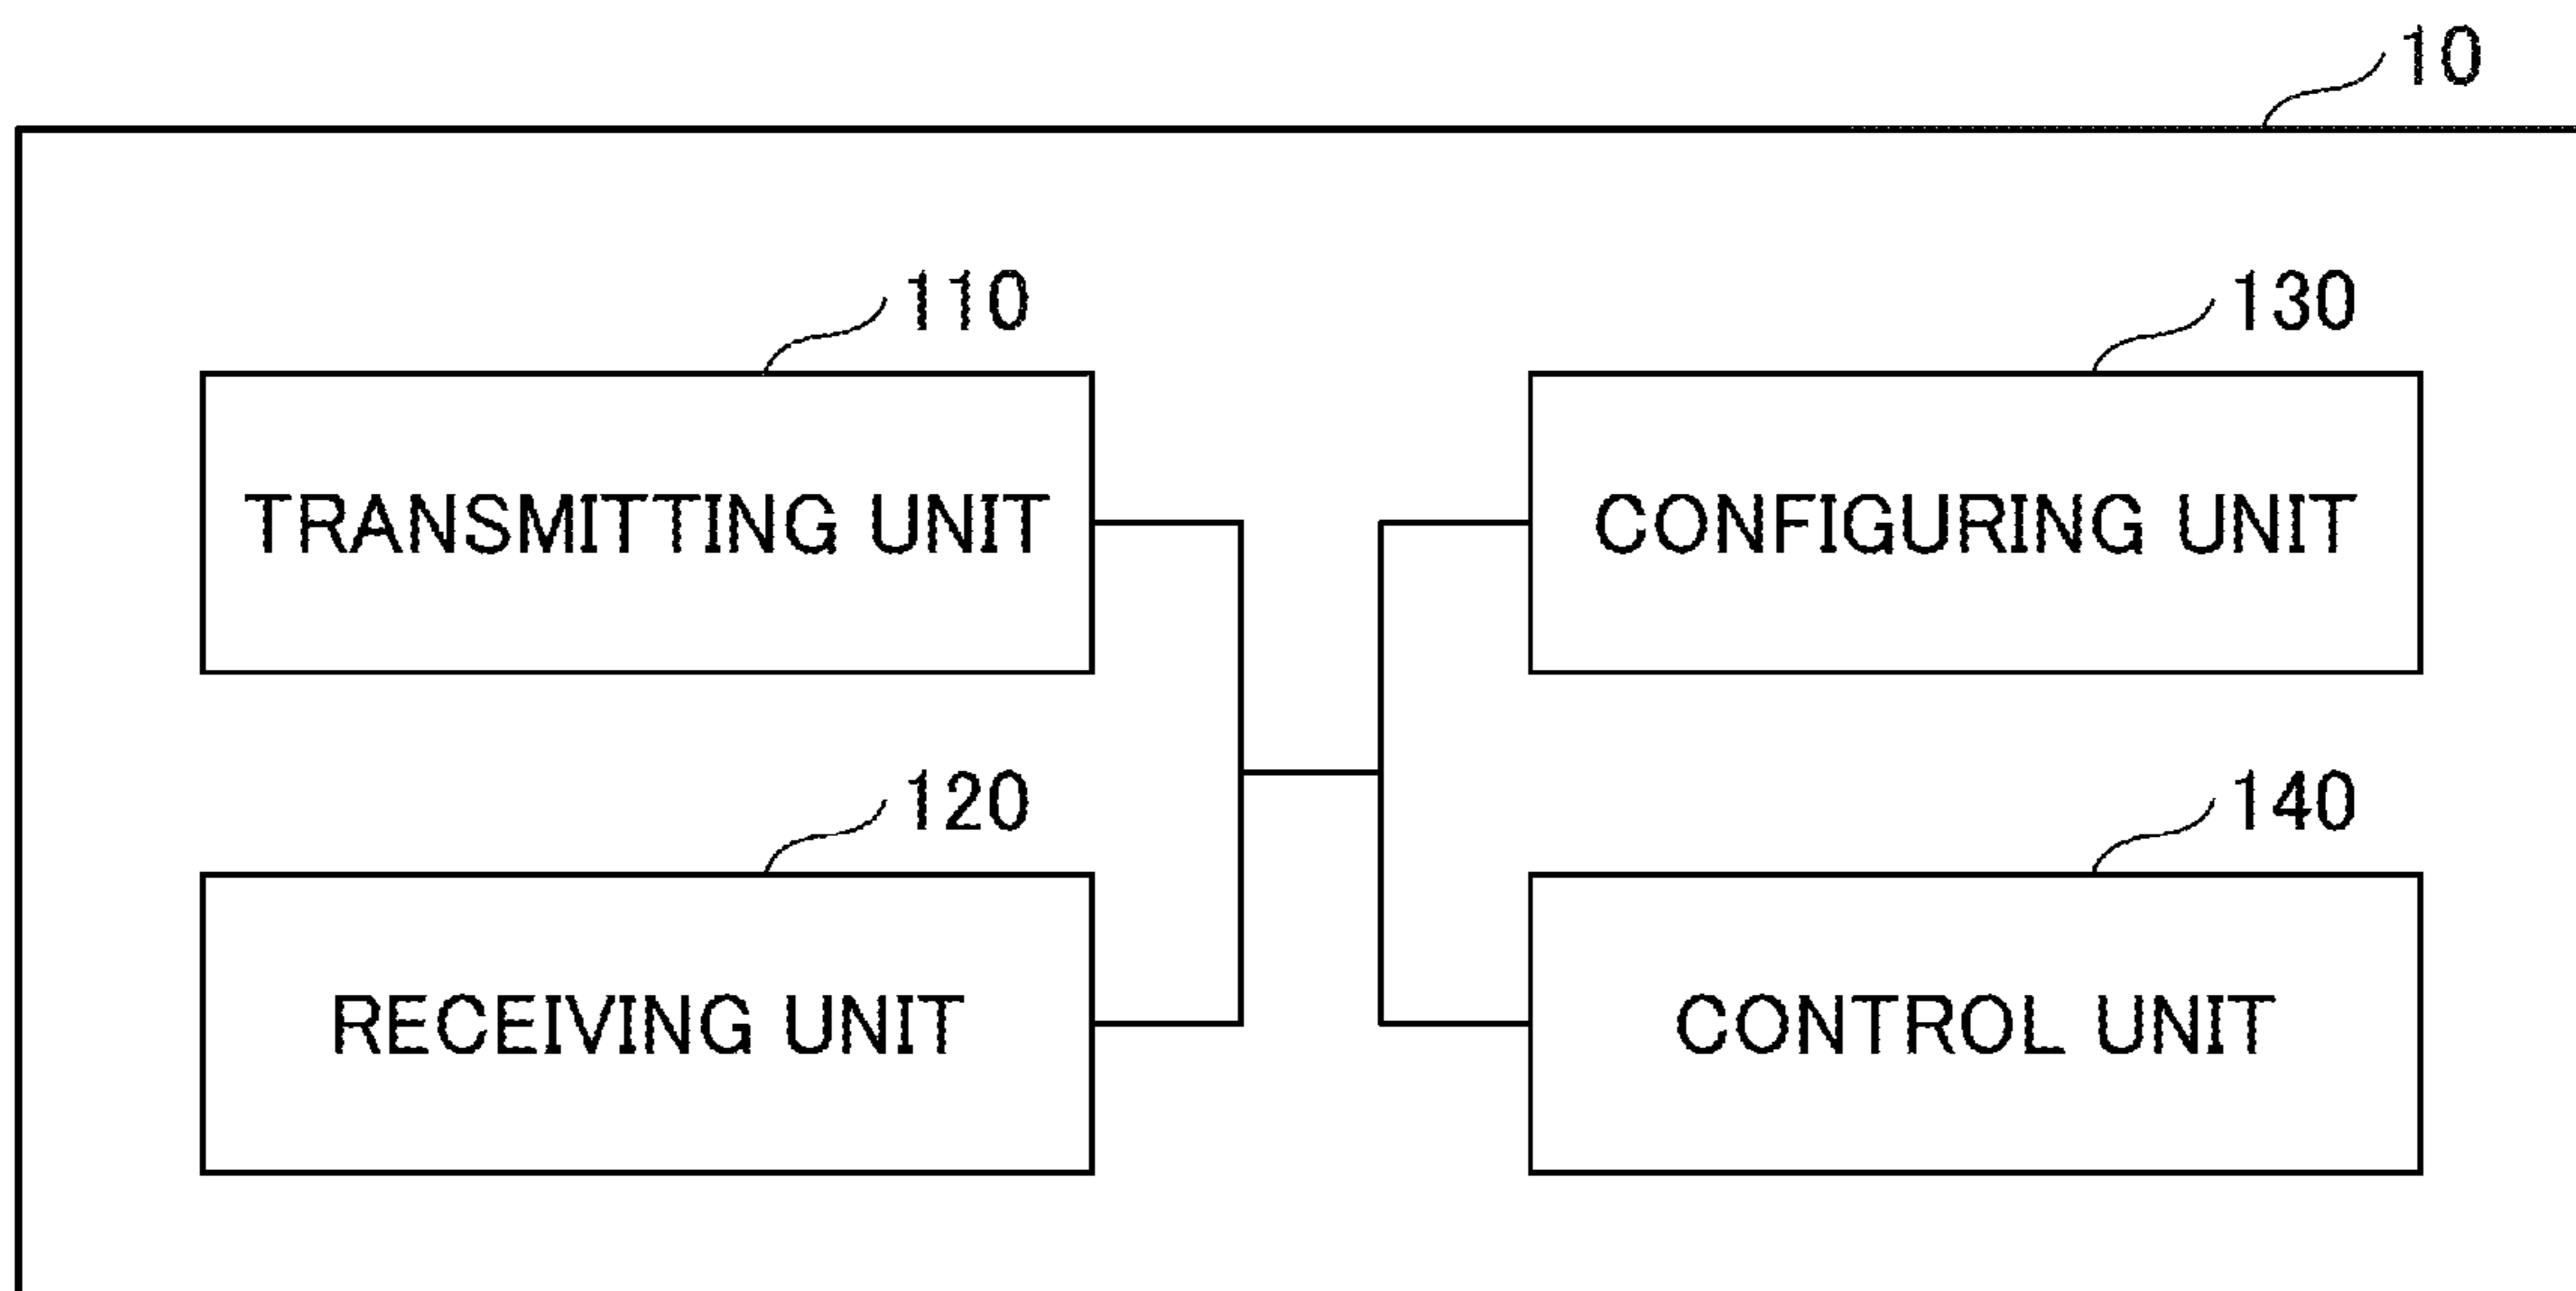 10
110
130
TRANSMITTING UNIT
CONFIGURING UNIT
120
140
RECEIVING UNIT
CONTROL UNIT